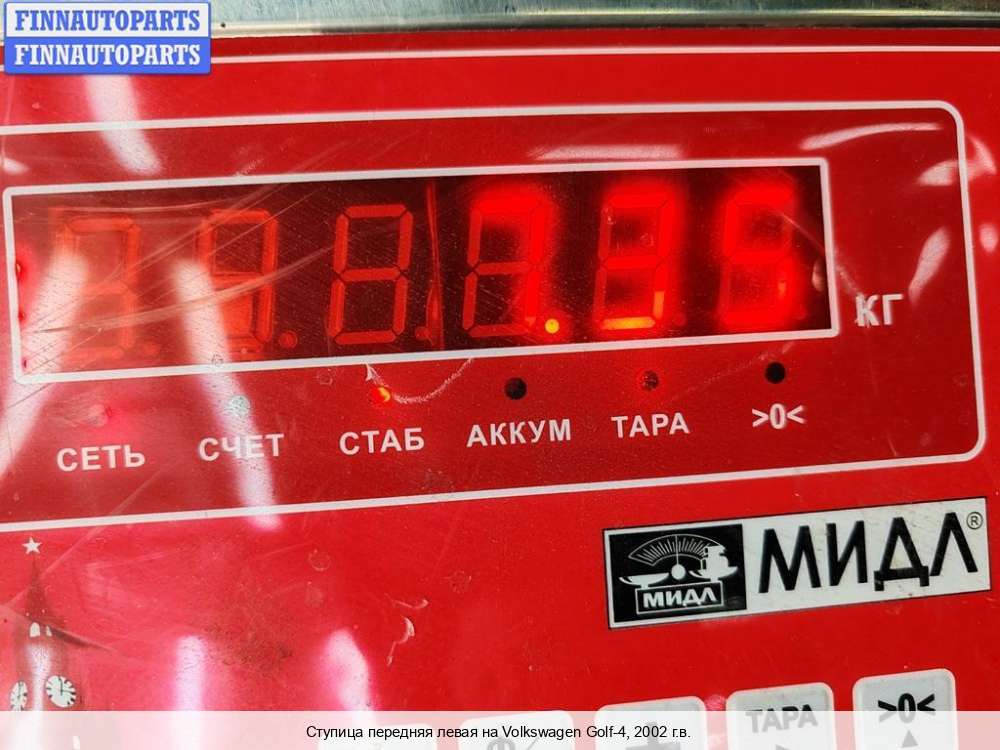 FINNAUTOPARTS
FINNAUTOPARTS
КГ
СЕТЬ СЧЕТ СТАБ АККУМ ТАРА >0<
МИДЛ®
МИДЛ
ТАРА >0<
Ступица передняя левая на Volkswagen Golf-4, 2002 г.в.